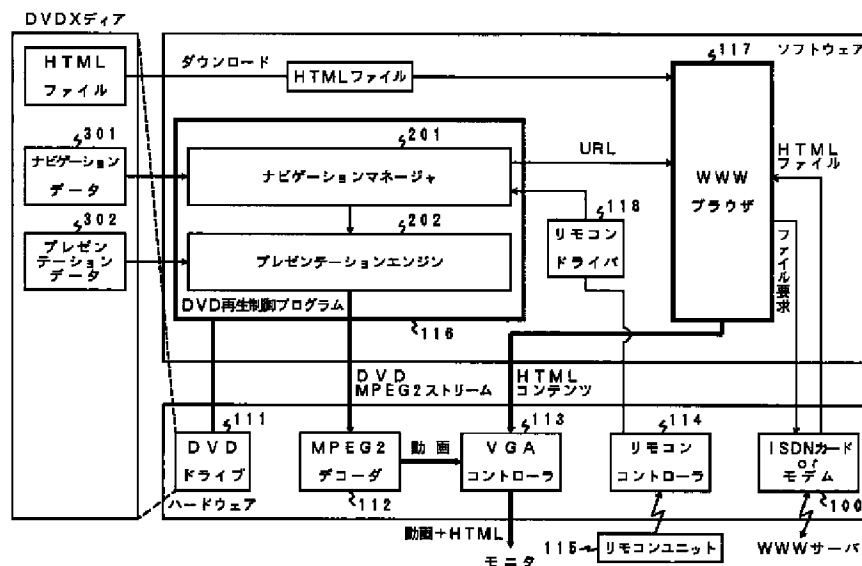 DVDXディア
HTML
ファイル
301
ナビゲーション
データ
302
プレゼン
テーション
データ
ソフトウェア
ダウンロード
HTMLファイル
117
WWW
ブラウザ
201
ナビゲーションマネージャ
URL
HTML
ファイル
202
プレゼンテーションエンジン
DVD再生制御プログラム
116
118
リモコン
ドライバ
ファイル要求
DVD
MPEG2ストリーム
HTML
コンテンツ
111
DVD
ドライブ
ハードウェア
MPEG2
デコーダ
112
動画
113
VGA
コントローラ
114
リモコン
コントローラ
ISDNカード
or
モデム
100
動画+HTML
モニタ
115
リモコンユニット
WWWサーバ